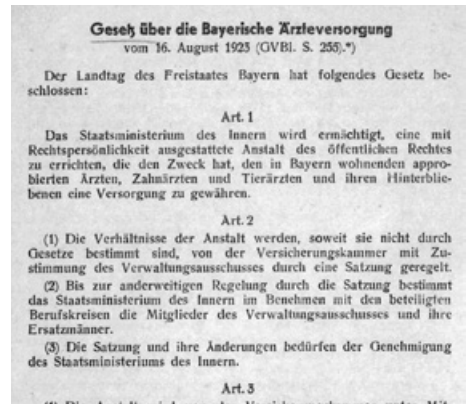 Gesetz über die Bayerische Ärzteversorgung
vom 16. August 1923 (GVBl. S. 255).*)
Der Landtag des Freistaates Bayern hat folgendes Gesetz be-
schlossen:
Art. 1
Das Staatsministerium des Innern wird ermächtigt, eine mit
Rechtspersönlichkeit ausgestattete Anstalt des öffentlichen Rechtes
zu errichten, die den Zweck hat, den in Bayern wohnenden appro-
bierten Ärzten, Zahnärzten und Tierärzten und ihren Hinterblie-
benen eine Versorgung zu gewähren.
Art. 2
(1) Die Verhältnisse der Anstalt werden, soweit sie nicht durch
Gesetze bestimmt sind, von der Versicherungskammer mit Zu-
stimmung des Verwaltungsausschusses durch eine Satzung geregelt.
(2) Bis zur anderweitigen Regelung durch die Satzung bestimmt
das Staatsministerium des Innern im Benehmen mit den beteiligten
Berufskreisen die Mitglieder des Verwaltungsausschusses und ihre
Ersatzmänner.
(3) Die Satzung und ihre Änderungen bedürfen der Genehmigung
des Staatsministeriums des Innern.
Art. 3